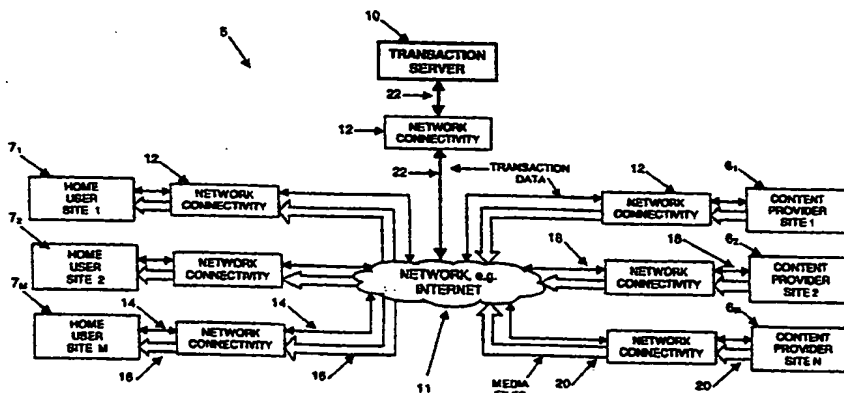 5
10
TRANSACTION
SERVER
22
12
NETWORK
CONNECTIVITY
22
TRANSACTION
DATA
7₁
12
HOME
USER
SITE 1
NETWORK
CONNECTIVITY
12
6₁
NETWORK
CONNECTIVITY
CONTENT
PROVIDER
SITE 1
7₂
HOME
USER
SITE 2
NETWORK
CONNECTIVITY
NETWORK, e.g.
INTERNET
18
18
6₂
NETWORK
CONNECTIVITY
CONTENT
PROVIDER
SITE 2
7M
14
14
HOME
USER
SITE M
NETWORK
CONNECTIVITY
16
16
11
MEDIA
20
NETWORK
CONNECTIVITY
20
CONTENT
PROVIDER
SITE N